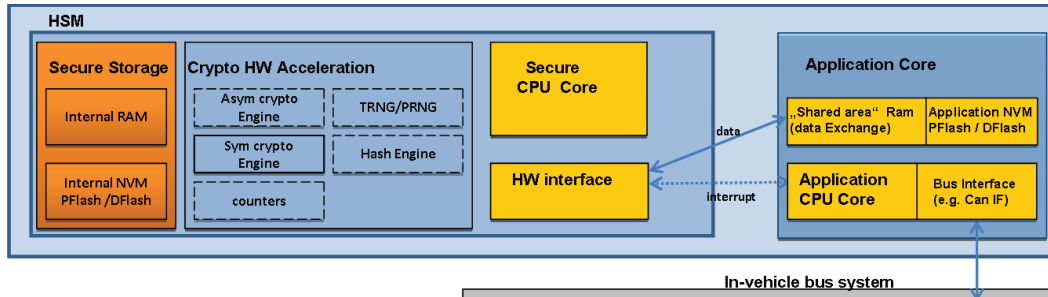 HSM
Secure Storage
Internal RAM
Internal NVM
PFlash /DFlash
Crypto HW Acceleration
Asym crypto
Engine
TRNG/PRNG
Sym crypto
Engine
Hash Engine
counters
Secure
CPU Core
HW interface
data
interrupt
Application Core
„Shared area“ Ram
(data Exchange)
Application NVM
PFlash / DFlash
Application
CPU Core
Bus Interface
(e.g. Can IF)
In-vehicle bus system